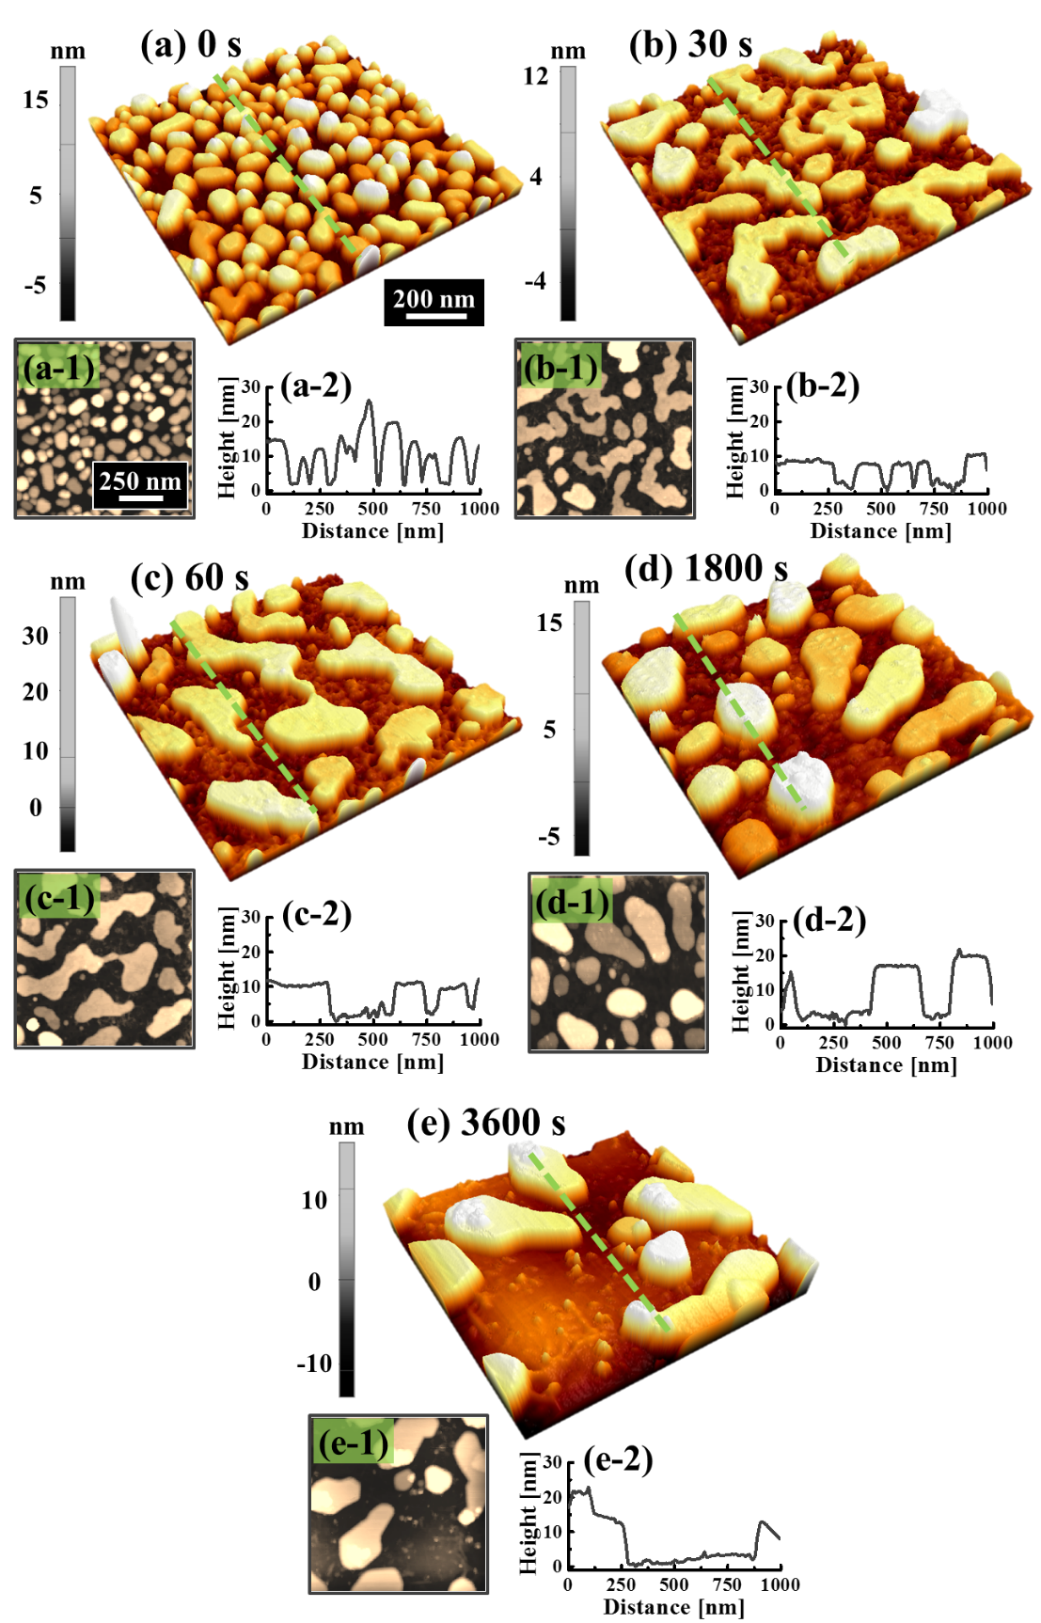 (a) 0 s
nm
15
5
-5
200 nm
(a-1)
250 nm
(a-2)
Height [nm]
30
20
10
0
0 250 500 750 1000
Distance [nm]
(b) 30 s
nm
12
4
-4
(b-1)
(b-2)
Height [nm]
30
20
10
0
0 250 500 750 1000
Distance [nm]
(c) 60 s
nm
30
20
10
0
(c-1)
(c-2)
Height [nm]
30
20
10
0
0 250 500 750 1000
Distance [nm]
(d) 1800 s
nm
15
5
-5
(d-1)
(d-2)
Height [nm]
30
20
10
0
0 250 500 750 1000
Distance [nm]
(e) 3600 s
nm
10
0
-10
(e-1)
(e-2)
Height [nm]
30
20
10
0
0 250 500 750 1000
Distance [nm]